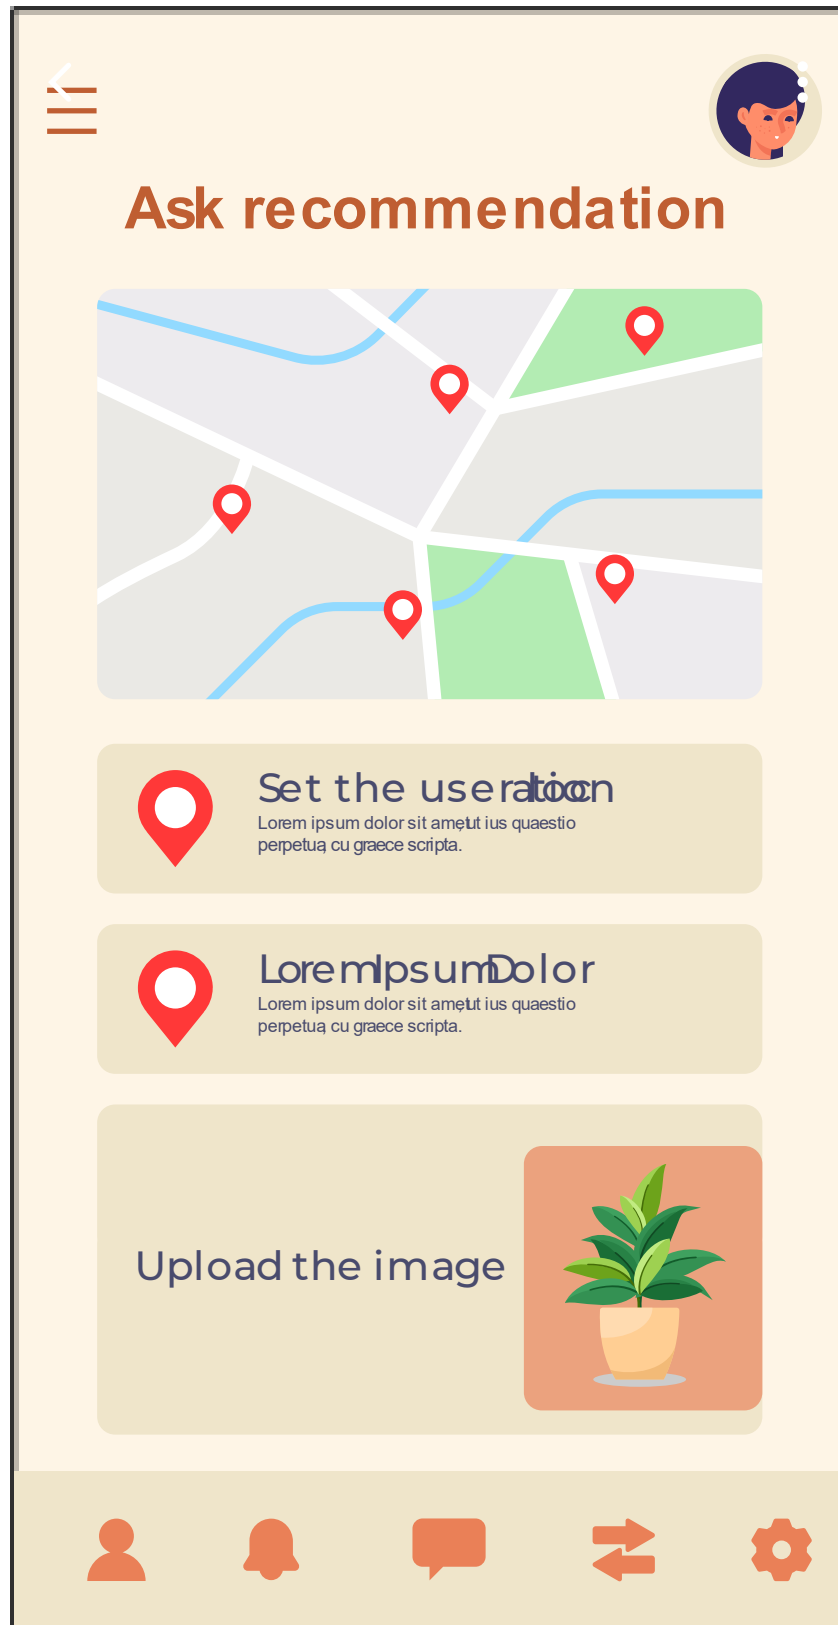 Ask recommendation
Set the user location
Lorem ipsum dolor sit amet, ut ius quaestio
perpetua, cu graece scripta.
Lorem Ipsum Dolor
Lorem ipsum dolor sit amet, ut ius quaestio
perpetua, cu graece scripta.
Upload the image